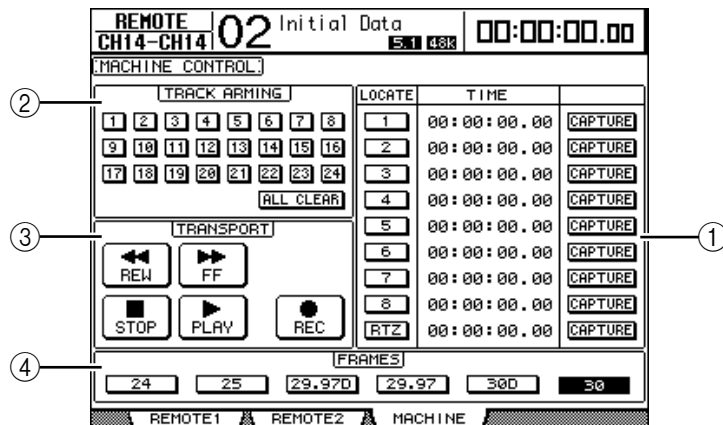 REMOTE
CH14-CH14
02
Initial Data
5.1 48k
00:00:00.00
MACHINE CONTROL
TRACK ARMING
1 2 3 4 5 6 7 8
9 10 11 12 13 14 15 16
17 18 19 20 21 22 23 24
ALL CLEAR
TRANSPORT
REW FF
STOP PLAY REC
LOCATE TIME
1 00:00:00.00 CAPTURE
2 00:00:00.00 CAPTURE
3 00:00:00.00 CAPTURE
4 00:00:00.00 CAPTURE
5 00:00:00.00 CAPTURE
6 00:00:00.00 CAPTURE
7 00:00:00.00 CAPTURE
8 00:00:00.00 CAPTURE
RTZ 00:00:00.00 CAPTURE
FRAMES
24 25 29.97D 29.97 30D 30
REMOTE1 REMOTE2 MACHINE
②
③
④
①